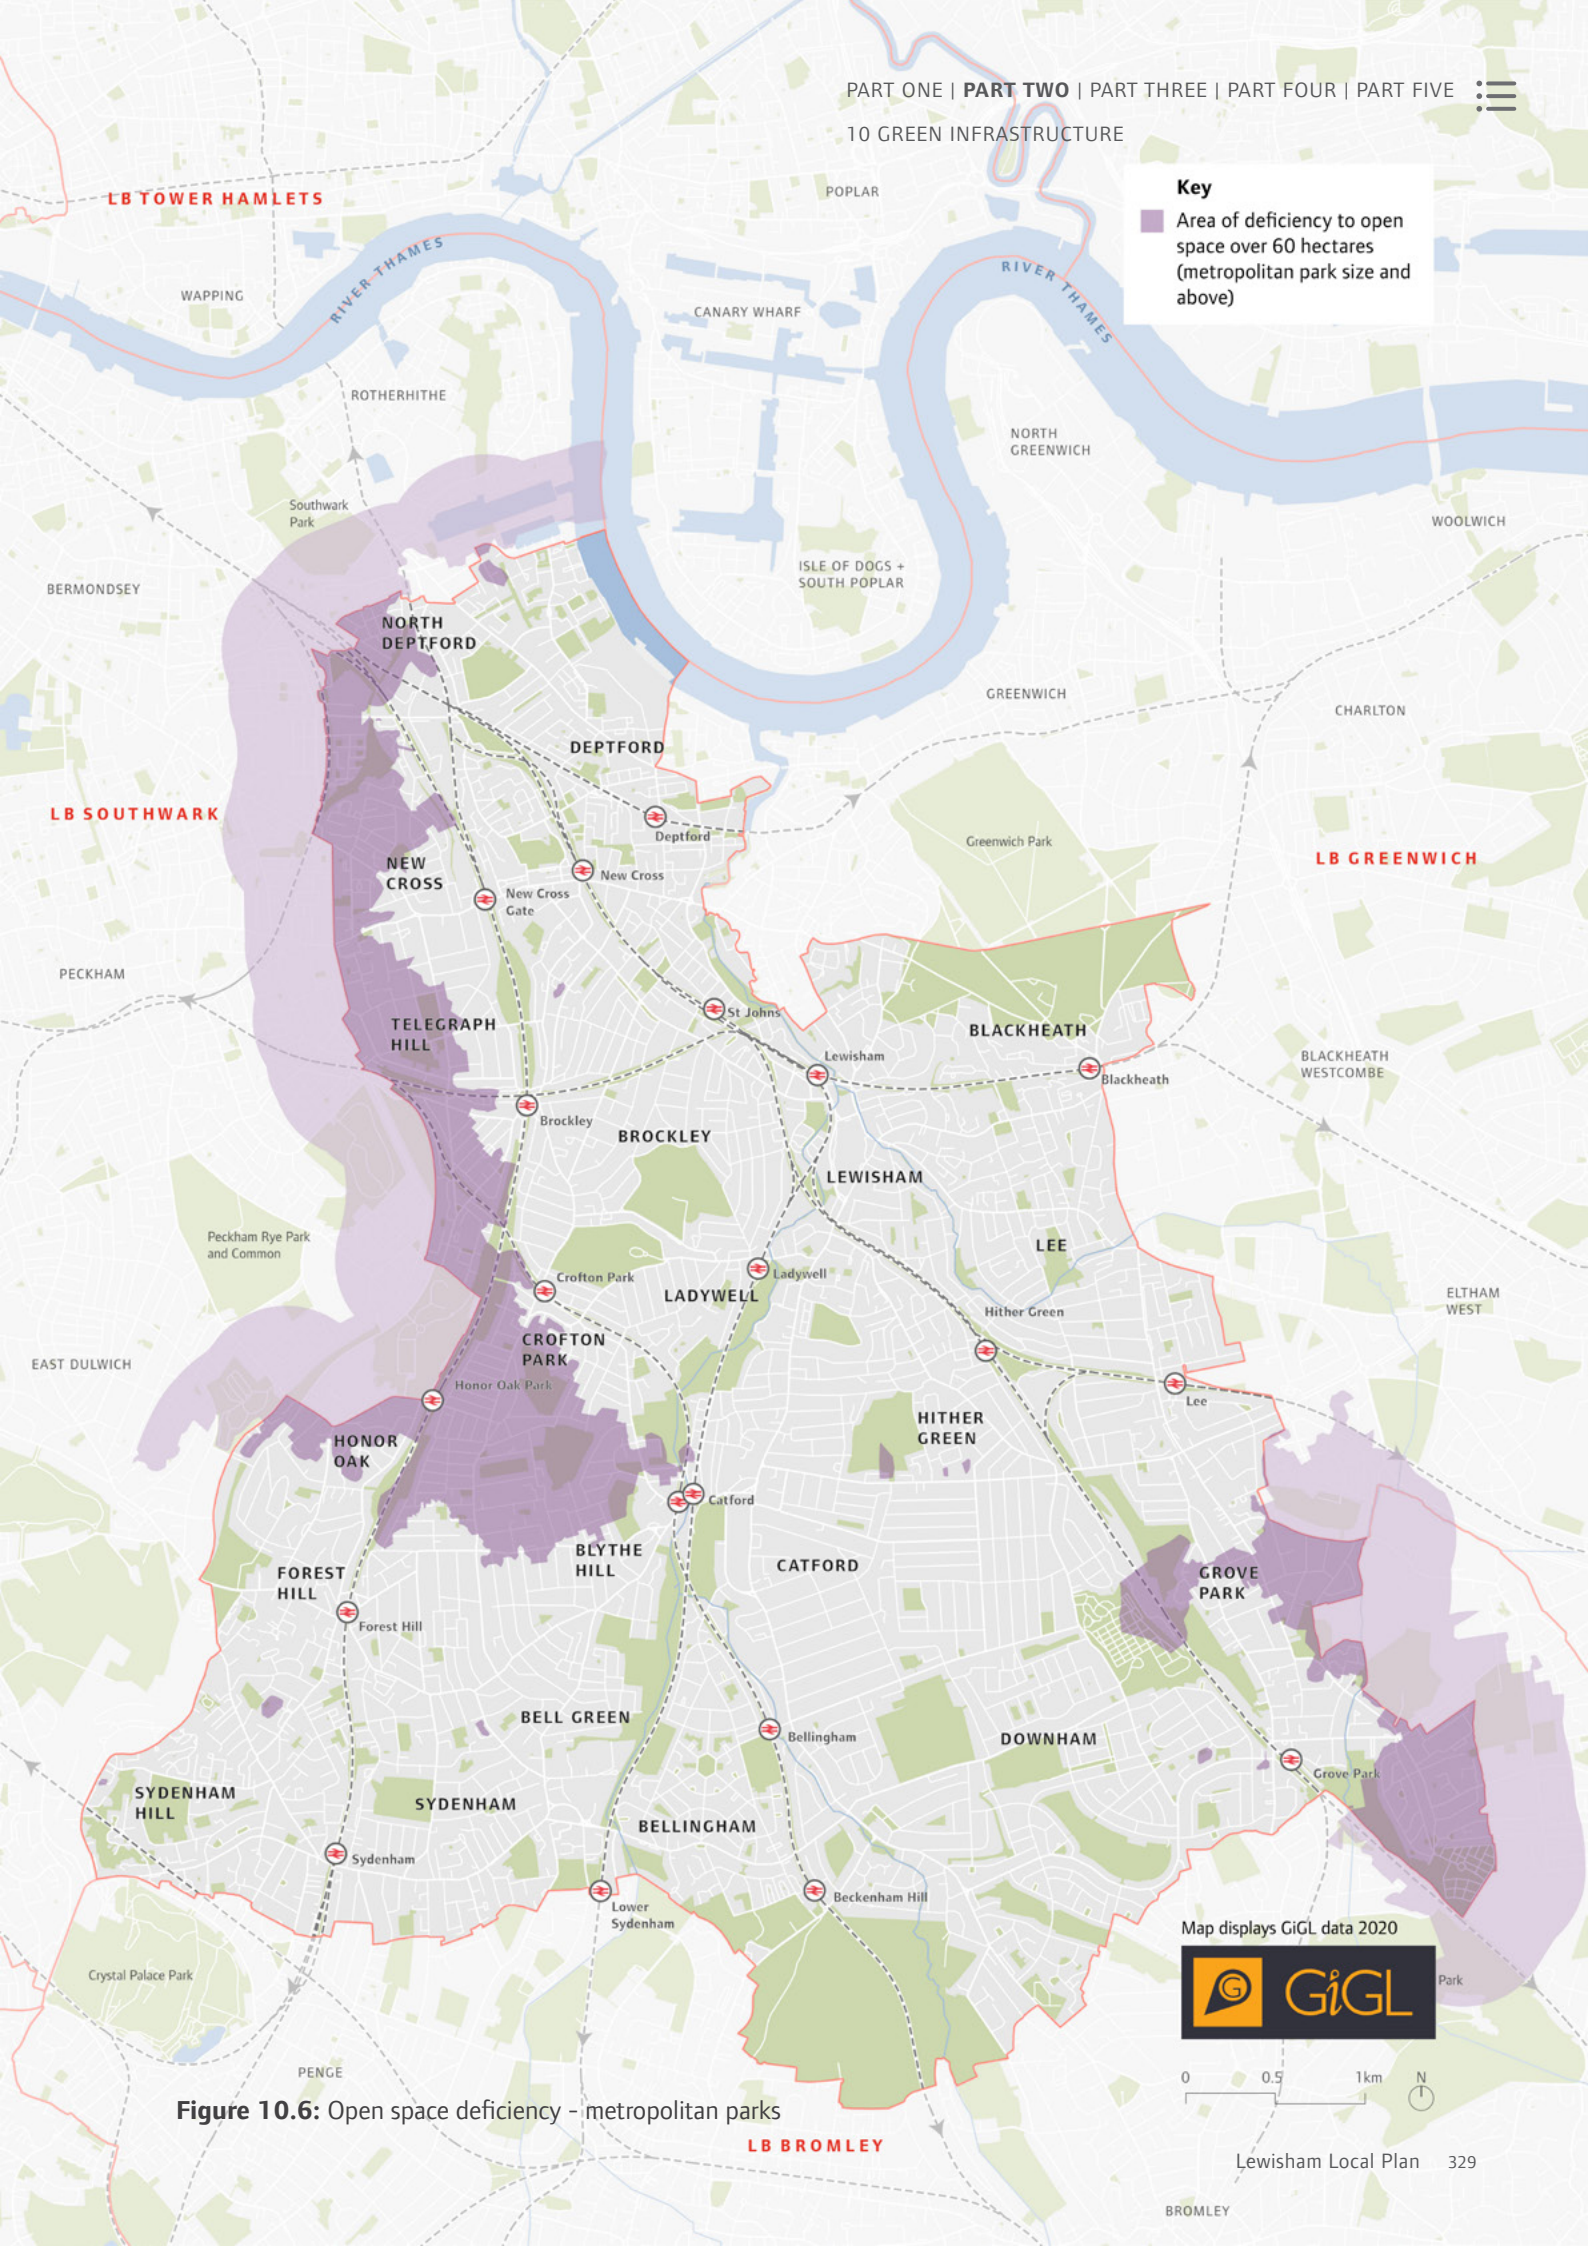 PART ONE | PART TWO | PART THREE | PART FOUR | PART FIVE
10 GREEN INFRASTRUCTURE
Key
Area of deficiency to open
space over 60 hectares
(metropolitan park size and
above)
LB TOWER HAMLETS
POPLAR
RIVER THAMES
RIVER THAMES
WAPPING
CANARY WHARF
ROTHERHITHE
NORTH
GREENWICH
Southwark
Park
WOOLWICH
ISLE OF DOGS +
SOUTH POPLAR
BERMONDSEY
NORTH
DEPTFORD
GREENWICH
CHARLTON
DEPTFORD
LB SOUTHWARK
Deptford
Greenwich Park
LB GREENWICH
NEW
CROSS
New Cross
New Cross
Gate
PECKHAM
St Johns
TELEGRAPH
HILL
BLACKHEATH
Lewisham
Blackheath
BLACKHEATH
WESTCOMBE
Brockley
BROCKLEY
LEWISHAM
Peckham Rye Park
and Common
LEE
Crofton Park
Ladywell
LADYWELL
ELTHAM
WEST
Hither Green
CROFTON
PARK
EAST DULWICH
Honor Oak Park
Lee
HITHER
GREEN
HONOR
OAK
Catford
BLYTHE
HILL
CATFORD
FOREST
HILL
GROVE
PARK
Forest Hill
BELL GREEN
Bellingham
DOWNHAM
Grove Park
SYDENHAM
HILL
SYDENHAM
BELLINGHAM
Sydenham
Beckenham Hill
Lower
Sydenham
Map displays GiGL data 2020
Crystal Palace Park
G
GiGL
Park
PENGE
0 0.5 1km N
Figure 10.6: Open space deficiency - metropolitan parks
LB BROMLEY
Lewisham Local Plan 329
BROMLEY